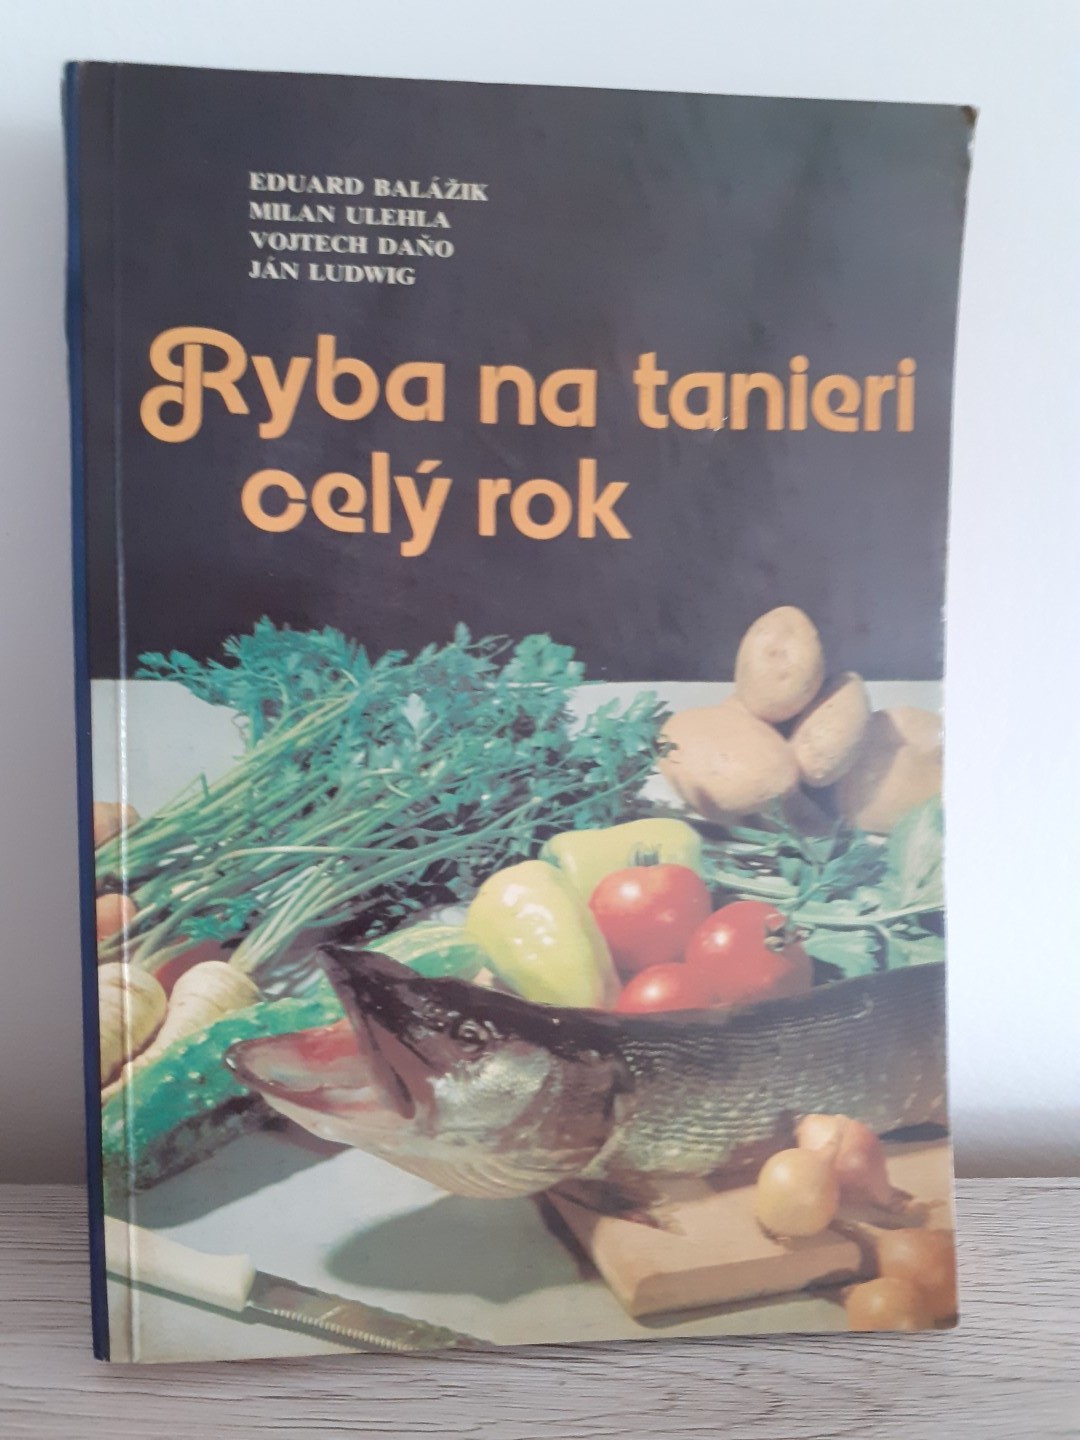 EDUARD BALÁŽIK
MILAN ULEHLA
VOJTECH DAŇO
JÁN LUDWIG
Ryba na tanieri
celý rok